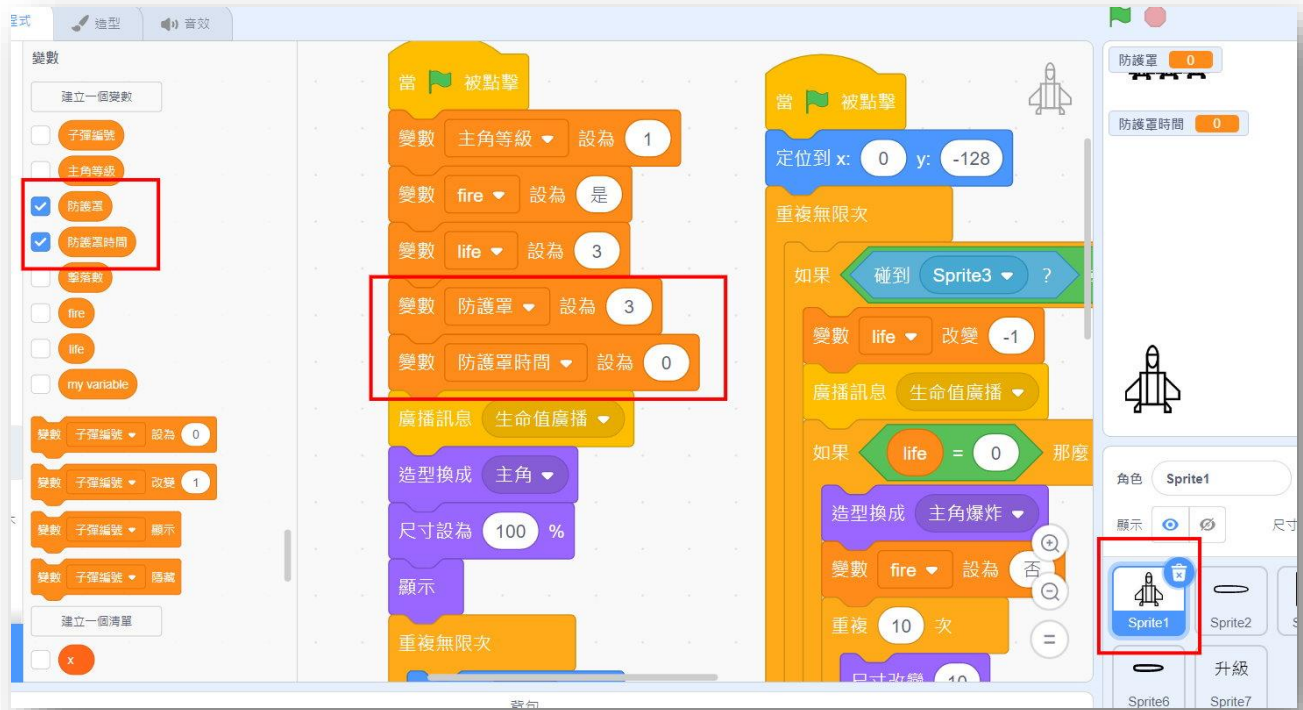 程式 造型 音效
變數
建立一個變數
子彈編號
主角等級
防護罩
防護罩時間
擊落數
fire
life
my variable
變數 子彈編號 設為 0
變數 子彈編號 改變 1
變數 子彈編號 顯示
變數 子彈編號 隱藏
建立一個清單
x
當 被點擊
變數 主角等級 設為 1
變數 fire 設為 是
變數 life 設為 3
變數 防護罩 設為 3
變數 防護罩時間 設為 0
廣播訊息 生命值廣播
造型換成 主角
尺寸設為 100 %
顯示
重複無限次
當 被點擊
定位到 x: 0 y: -128
重複無限次
如果 碰到 Sprite3 ?
變數 life 改變 -1
廣播訊息 生命值廣播
如果 life = 0 那麼
造型換成 主角爆炸
變數 fire 設為 否
重複 10 次
尺寸改變 10
背包
防護罩 0
防護罩時間 0
角色 Sprite1
顯示 尺寸
Sprite1 Sprite2
升級
Sprite6 Sprite7